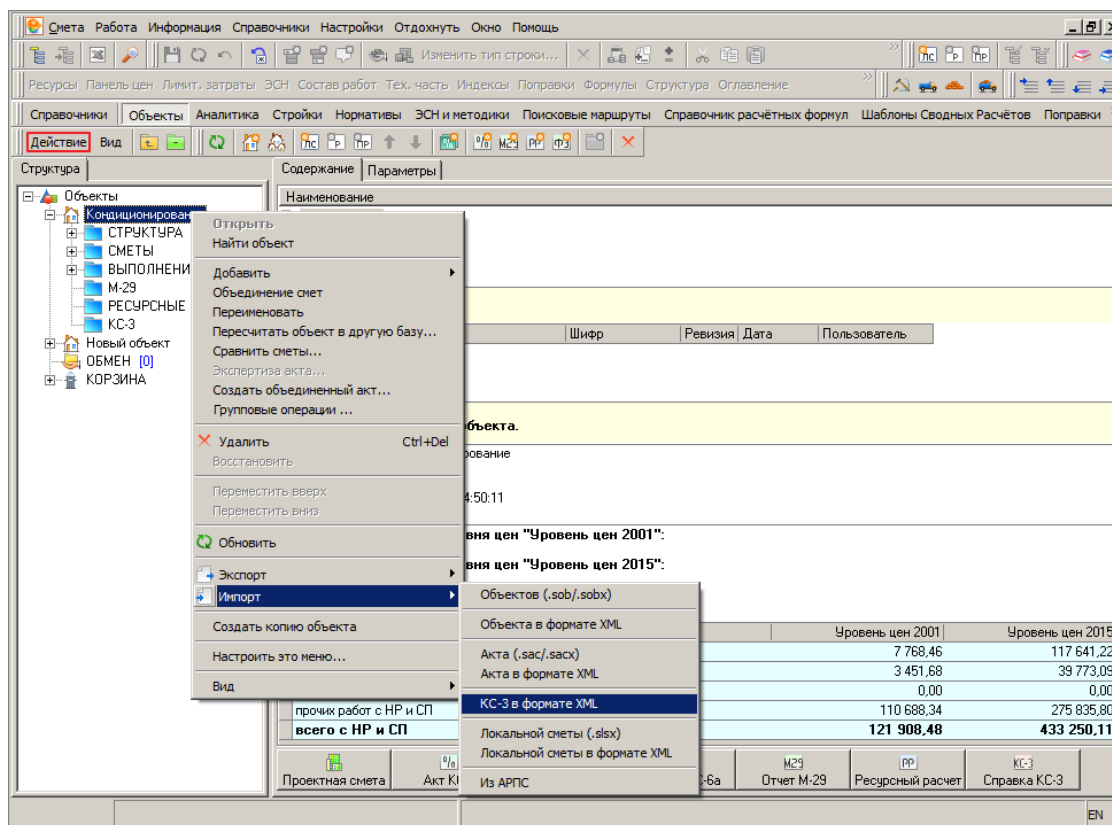 Смета Работа Информация Справочники Настройки Отдохнуть Окно Помощь
Изменить тип строки...
Ресурсы Панель цен Лимит. затраты ЭСН Состав работ Тех. часть Индексы Поправки Формулы Структура Оглавление
Справочники Объекты Аналитика Стройки Нормативы ЭСН и методики Поисковые маршруты Справочник расчётных формул Шаблоны Сводных Расчётов Поправки
Действие Вид
Структура
Содержание Параметры
Объекты
Кондиционирован
СТРУКТУРА
СМЕТЫ
ВЫПОЛНЕНИ
М-29
РЕСУРСНЫЕ
КС-3
Новый объект
ОБМЕН [0]
КОРЗИНА
Наименование
Шифр Ревизия Дата Пользователь
Открыть
Найти объект
Добавить
Объединение смет
Переименовать
Пересчитать объект в другую базу...
Сравнить сметы...
Экспертиза акта...
Создать объединенный акт...
Групповые операции ...
Удалить Ctrl+Del
Восстановить
Переместить вверх
Переместить вниз
Обновить
Экспорт
Импорт
Создать копию объекта
Настроить это меню...
Вид
бъекта.
рование
4:50:11
вня цен "Уровень цен 2001":
вня цен "Уровень цен 2015":
Объектов (.sob/.sobx)
Объекта в формате XML
Акта (.sac/.sacx)
Акта в формате XML
КС-3 в формате XML
Локальной сметы (.slsx)
Локальной сметы в формате XML
Из АРПС
Уровень цен 2001 Уровень цен 2015
7 768,46 117 641,22
3 451,68 39 773,09
0,00 0,00
прочих работ с НР и СП 110 688,34 275 835,80
всего с НР и СП 121 908,48 433 250,11
Проектная смета Акт К С-6а Отчет М-29 Ресурсный расчет Справка КС-3
EN